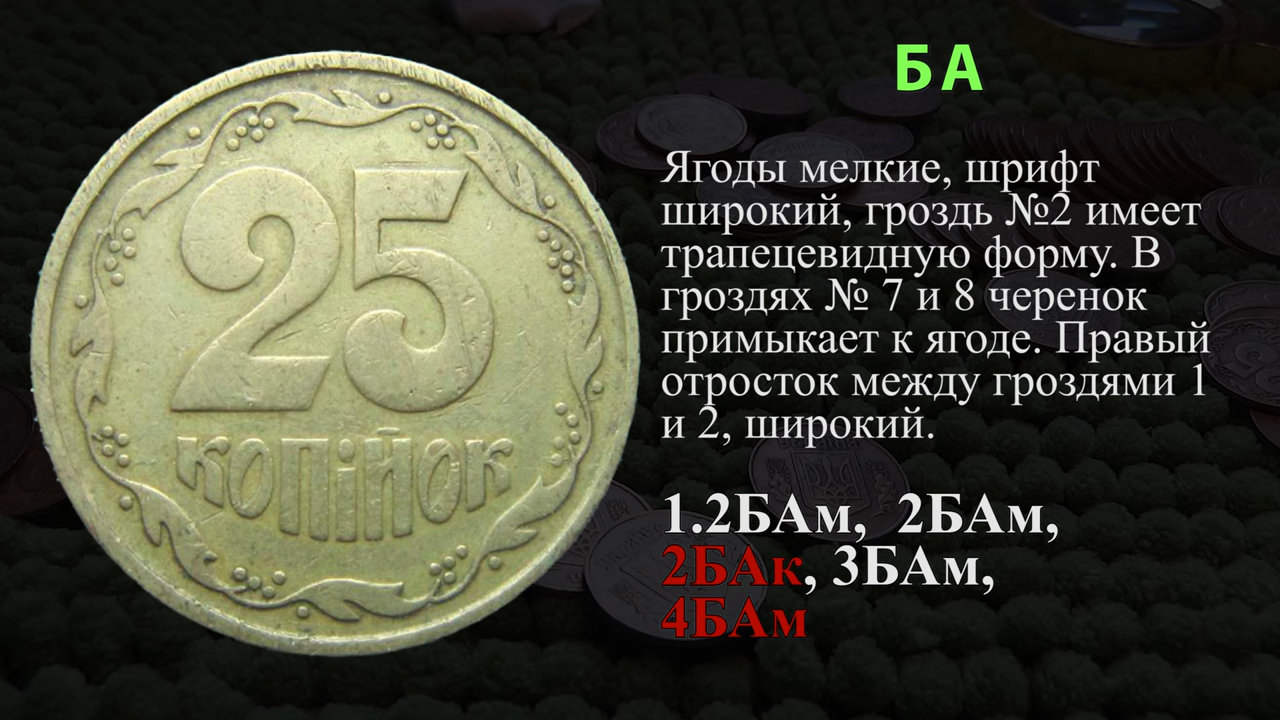 25
КОПІЙОК
БА
Ягоды мелкие, шрифт
широкий, гроздь №2 имеет
трапецевидную форму. В
гроздях № 7 и 8 черенок
примыкает к ягоде. Правый
отросток между гроздями 1
и 2, широкий.
1.2БАм,  2БАм,
2БАк, 3БАм,
4БАм